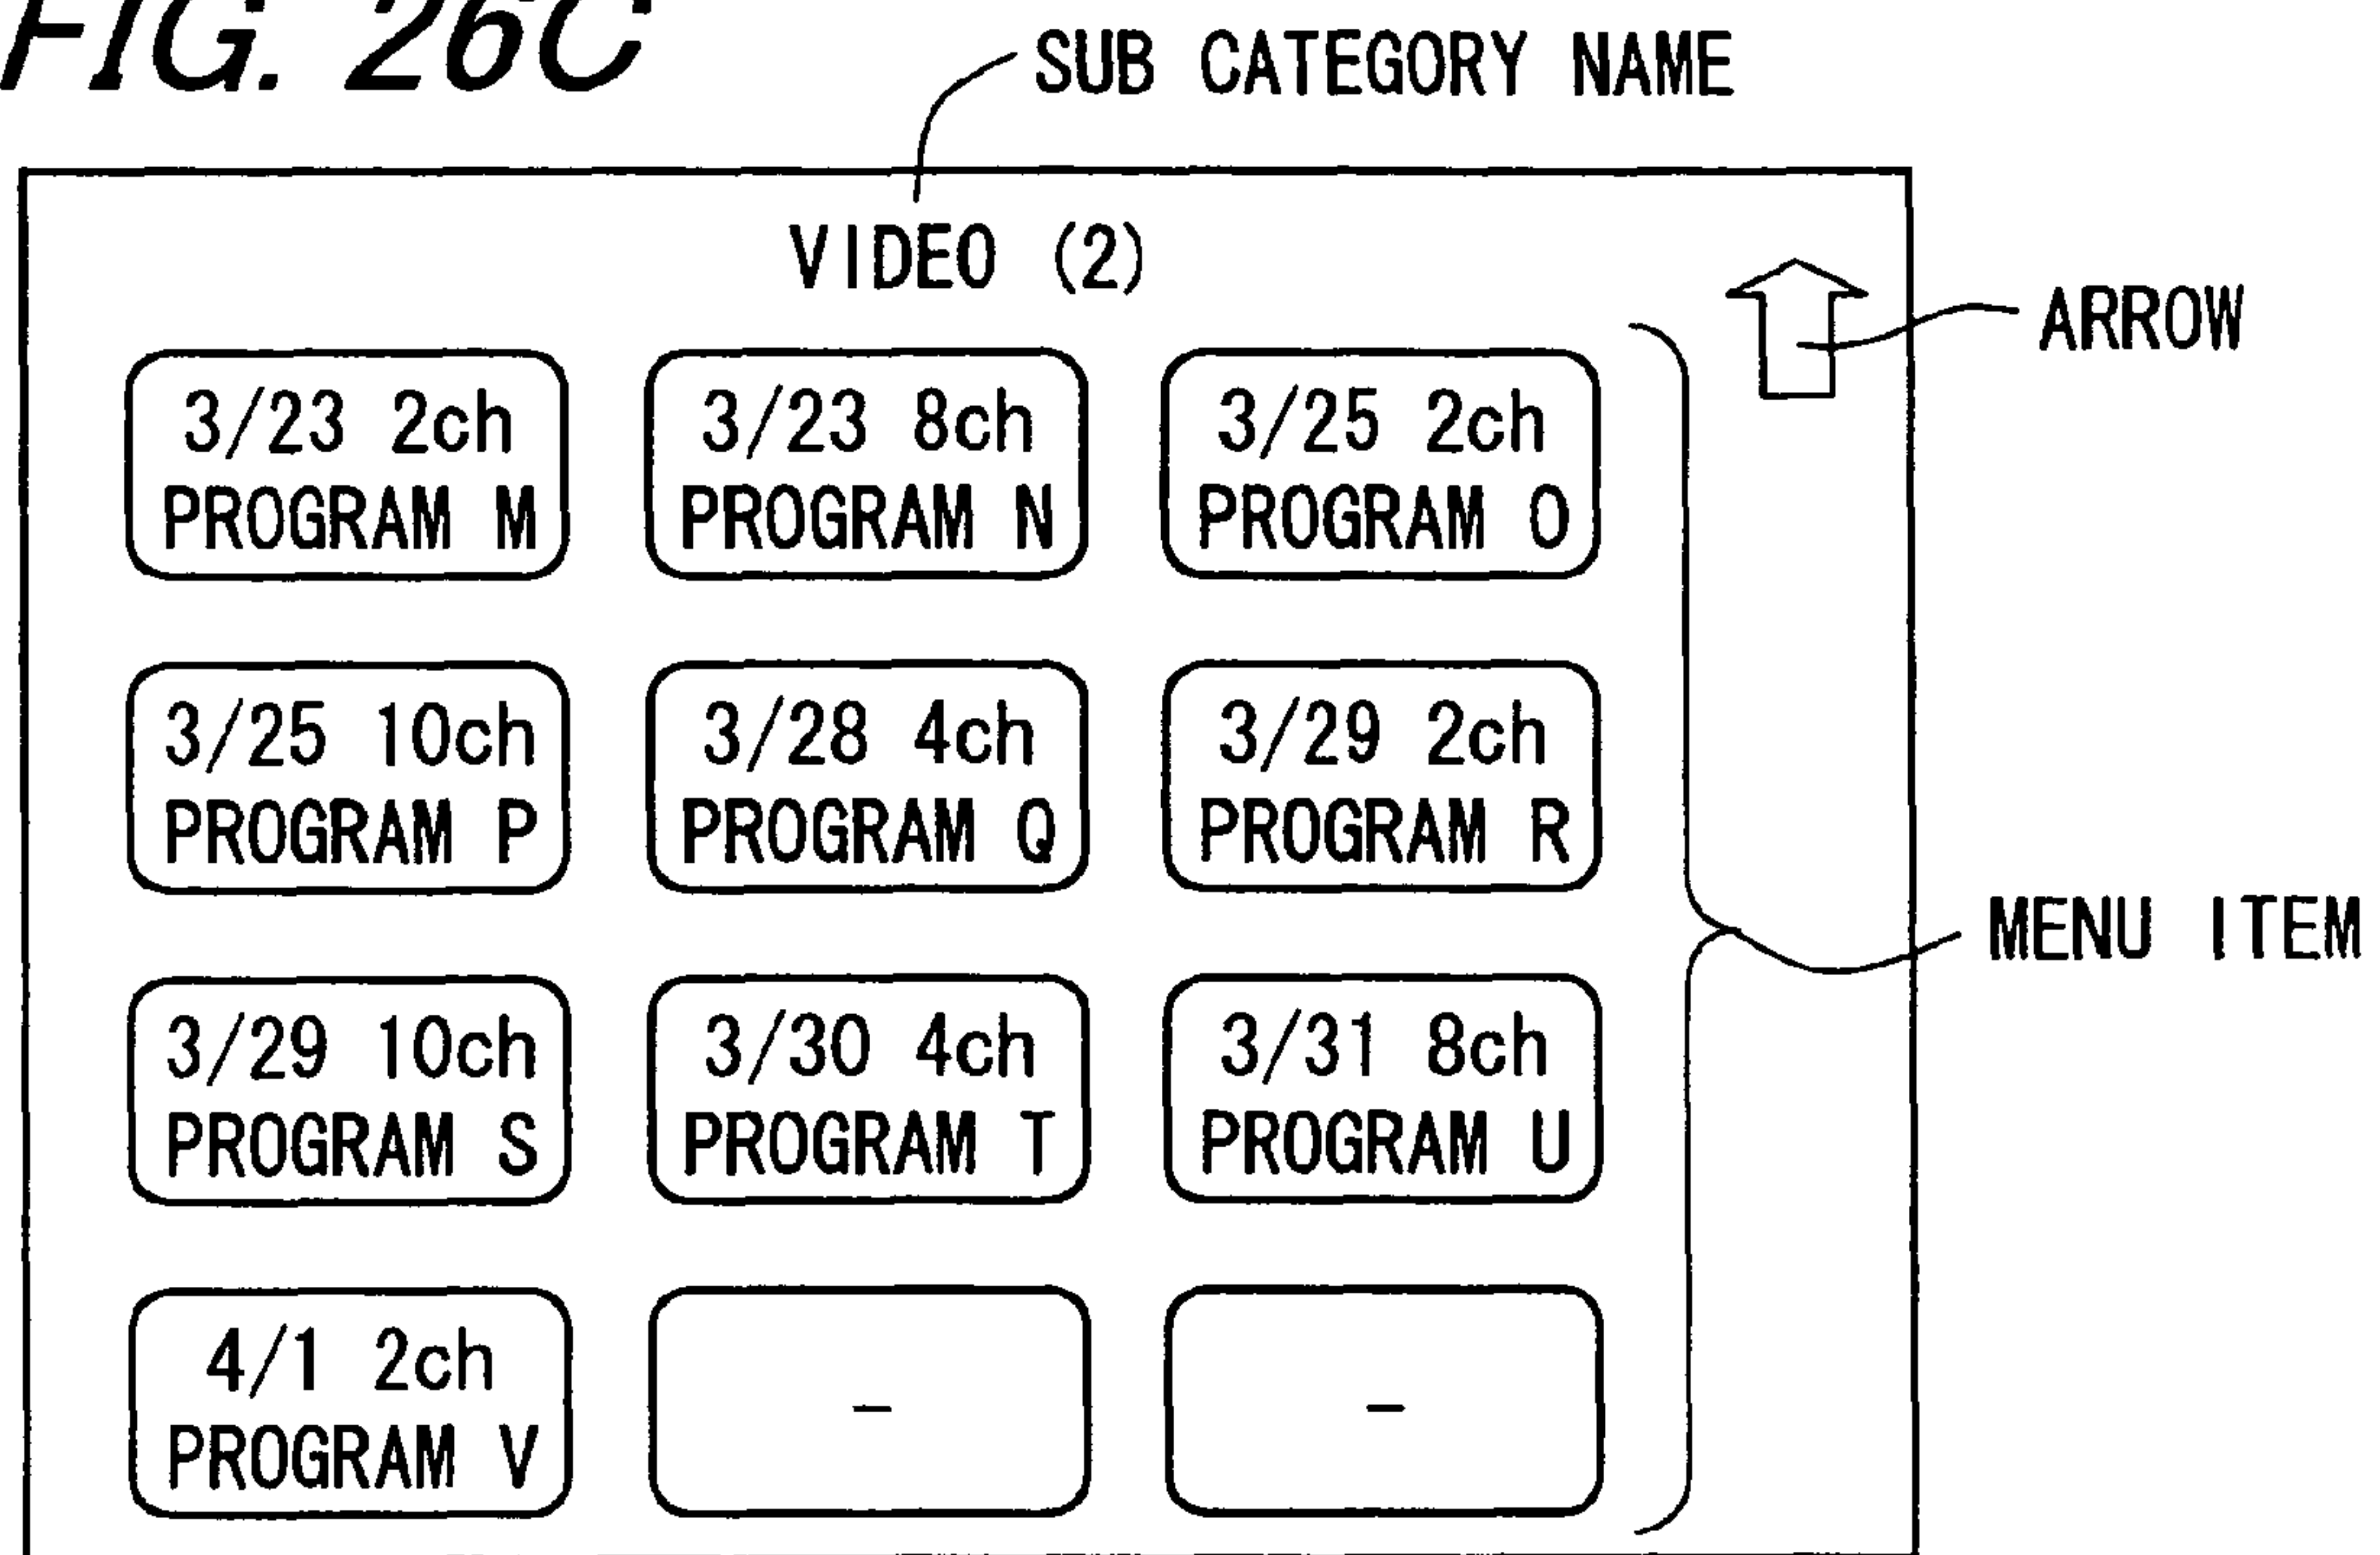 FIG. 26C
SUB CATEGORY NAME
VIDEO (2)
ARROW
3/23 2ch
PROGRAM M
3/23 8ch
PROGRAM N
3/25 2ch
PROGRAM O
3/25 10ch
PROGRAM P
3/28 4ch
PROGRAM Q
3/29 2ch
PROGRAM R
MENU ITEM
3/29 10ch
PROGRAM S
3/30 4ch
PROGRAM T
3/31 8ch
PROGRAM U
4/1 2ch
PROGRAM V
-
-